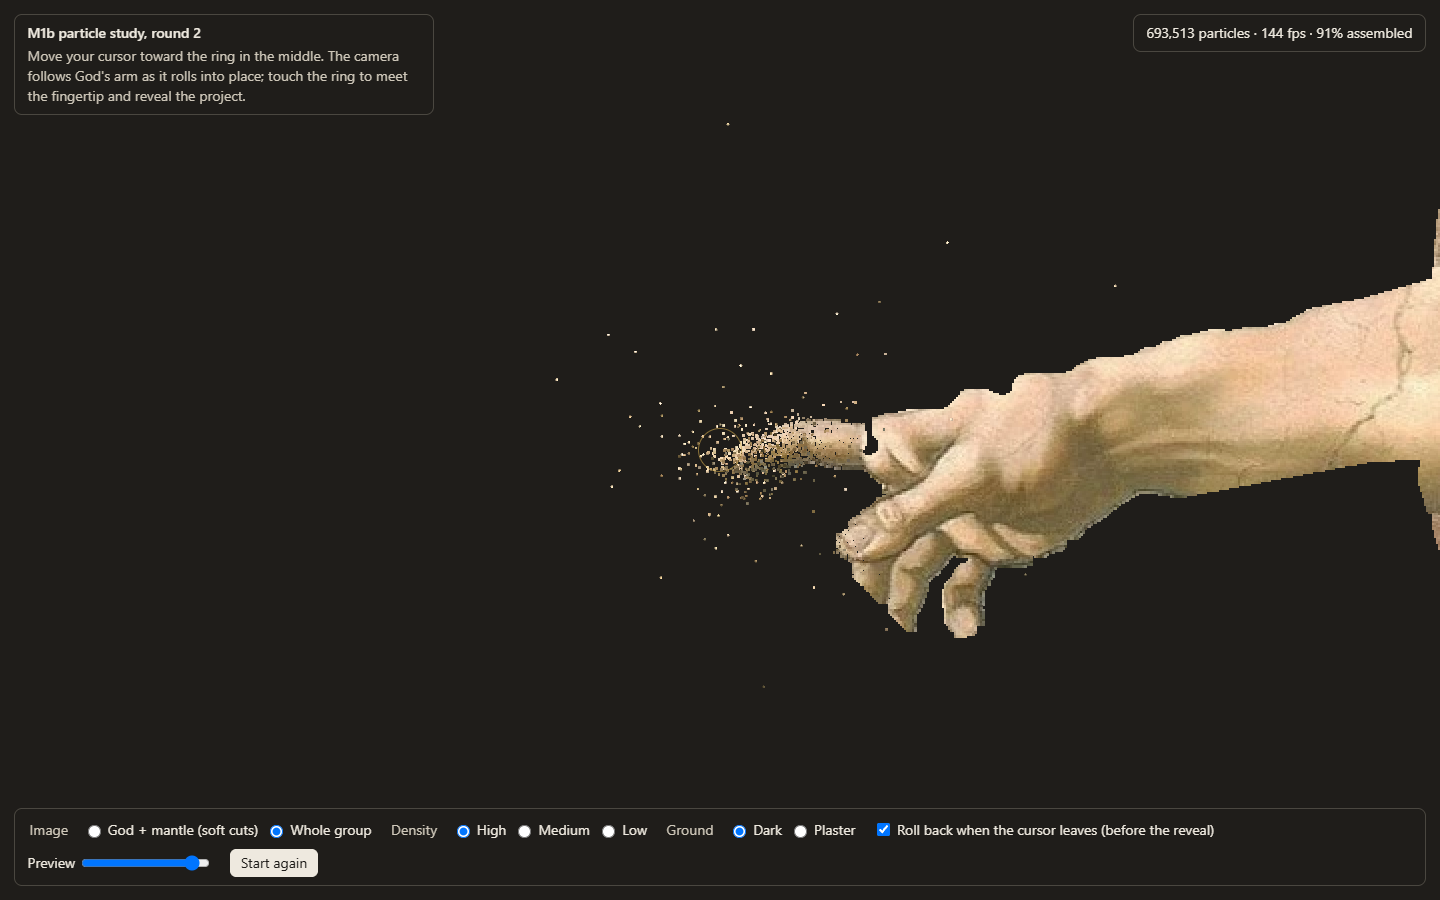 M1b particle study, round 2
Move your cursor toward the ring in the middle. The camera
follows God's arm as it rolls into place; touch the ring to meet
the fingertip and reveal the project.
693,513 particles · 144 fps · 91% assembled
Image God + mantle (soft cuts) Whole group Density High Medium Low Ground Dark Plaster Roll back when the cursor leaves (before the reveal)
Preview Start again